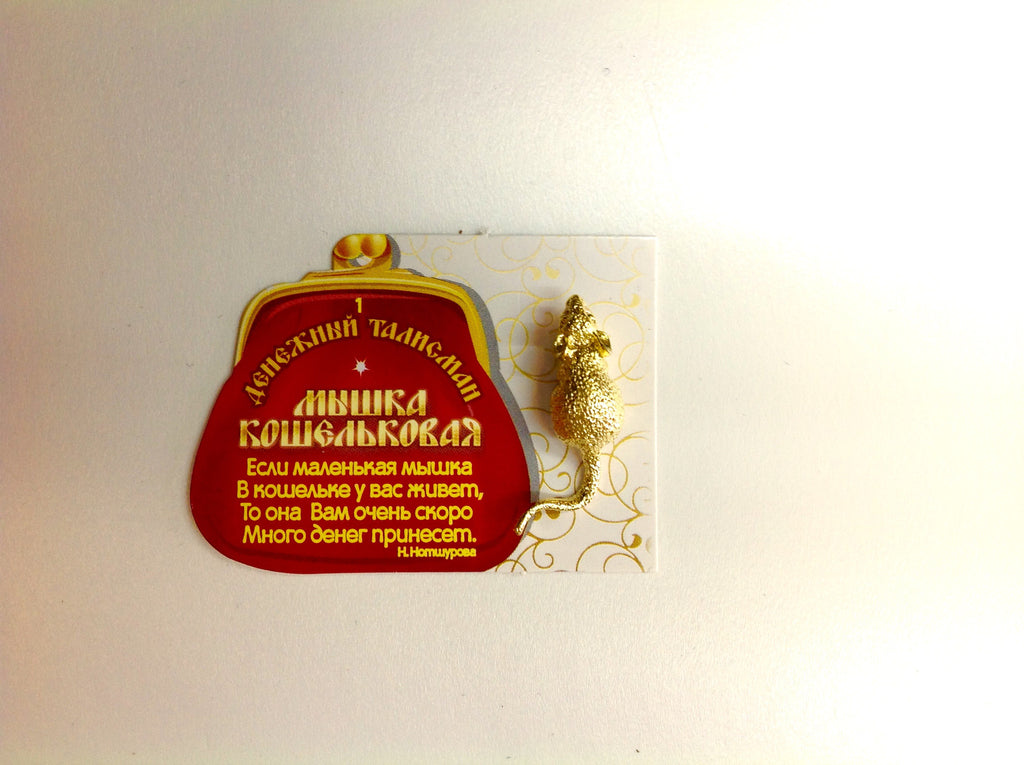 1
ДЕНЕЖНЫЙ ТАЛИСМАН
МЫШКА
КОШЕЛЬКОВАЯ
Если маленькая мышка
В кошельке у вас живет,
То она Вам очень скоро
Много денег принесет.
Н.Нотшурова